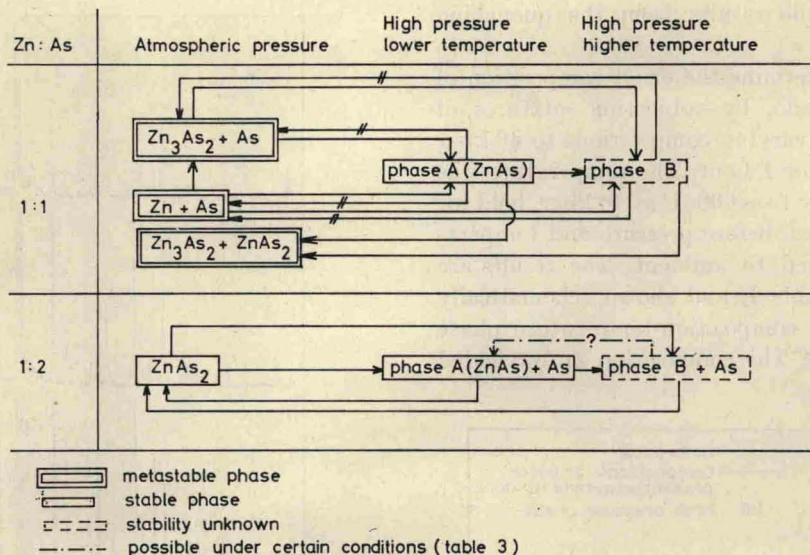 Zn: As
Atmospheric pressure
High pressure
lower temperature
High pressure
higher temperature
1:1
Zn₃As₂ + As
Zn + As
Zn₃As₂ + ZnAs₂
phase A (ZnAs)
phase B
1:2
ZnAs₂
phase A(ZnAs) + As
?
phase B + As
metastable phase
stable phase
stability unknown
possible under certain conditions (table 3)